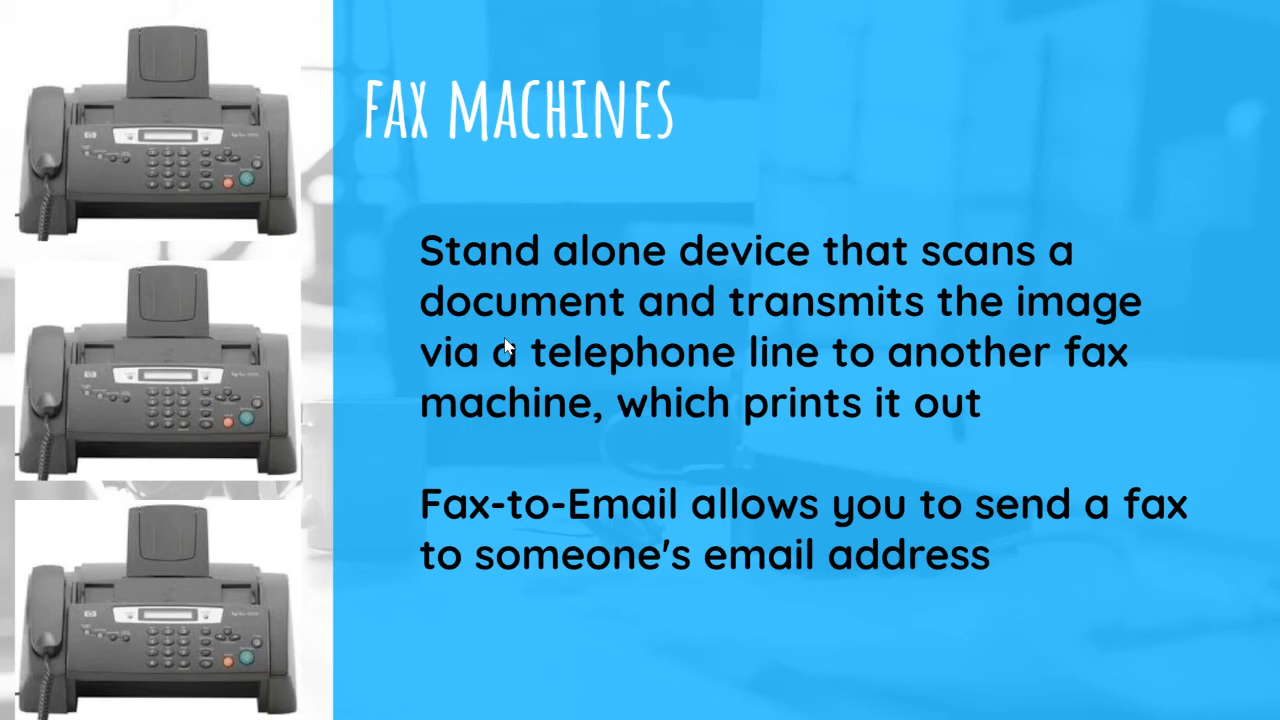 FAX MACHINES
Stand alone device that scans a
document and transmits the image
via a telephone line to another fax
machine, which prints it out
Fax-to-Email allows you to send a fax
to someone's email address